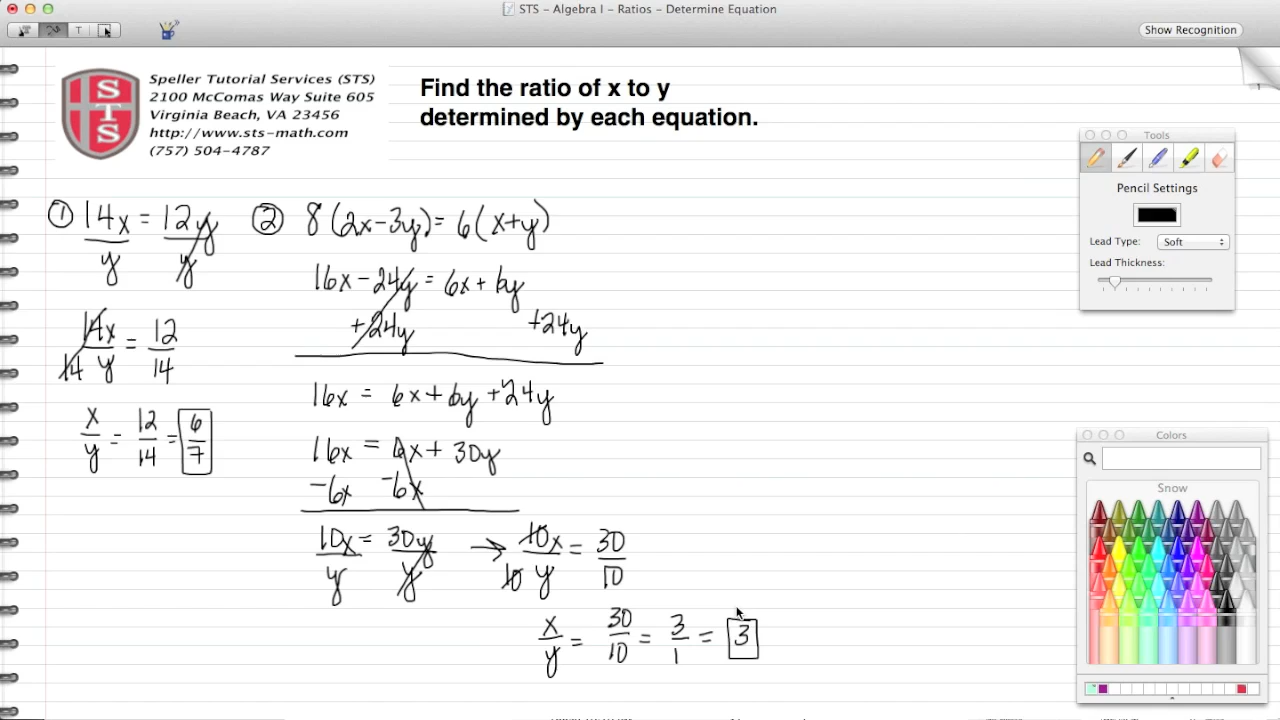 STS - Algebra I - Ratios - Determine Equation
T
Show Recognition
STS
Speller Tutorial Services (STS)
2100 McComas Way Suite 605
Virginia Beach, VA 23456
http://www.sts-math.com
(757) 504-4787
Find the ratio of x to y
determined by each equation.
① 14x/y = 12y/y
14x/14y = 12/14
x/y = 12/14 = 6/7
② 8(2x-3y) = 6(x+y)
16x - 24y = 6x + 6y
+24y +24y
16x = 6x + 6y + 24y
16x = 6x + 30y
-6x -6x
10x/y = 30y/y → 10x/10y = 30/10
x/y = 30/10 = 3/1 = 3
Tools
Pencil Settings
Lead Type: Soft
Lead Thickness:
Colors
Snow